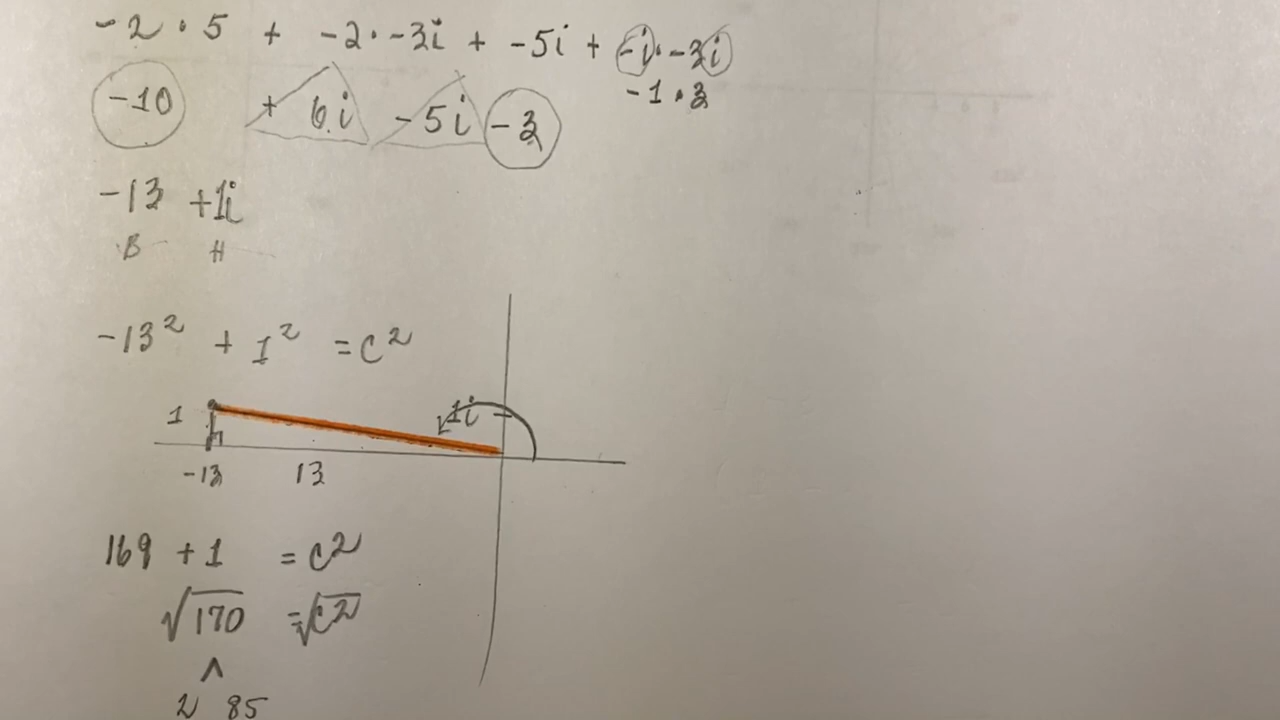 -2 · 5 + -2 · -3i + -5i + -i · -3i
-1 · 3
-10 + 6i - 5i - 3
-13 + 1i
B H
-13² + 1² = c²
1 1i
-13 13
169 + 1 = c²
√170 = √c²
^
2 85